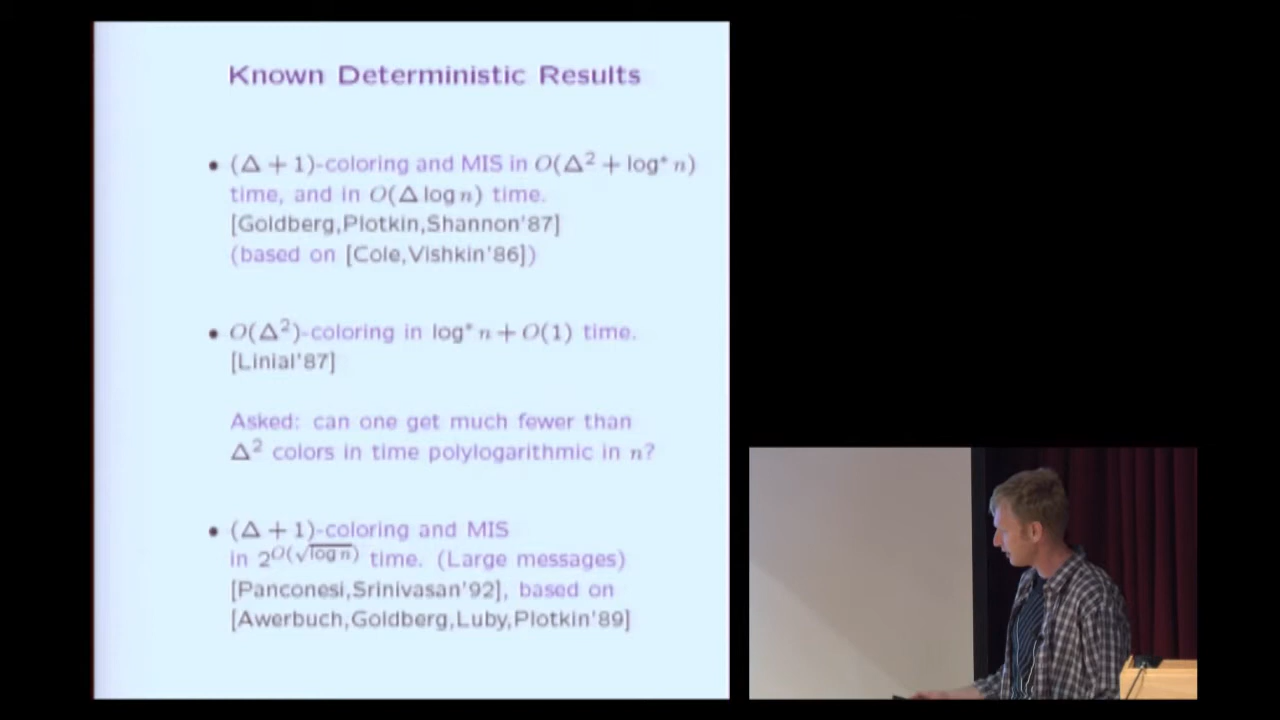 Known Deterministic Results
• (Δ + 1)-coloring and MIS in O(Δ² + log* n)
time, and in O(Δ log n) time.
[Goldberg,Plotkin,Shannon'87]
(based on [Cole,Vishkin'86])
• O(Δ²)-coloring in log* n + O(1) time.
[Linial'87]
Asked: can one get much fewer than
Δ² colors in time polylogarithmic in n?
• (Δ + 1)-coloring and MIS
in 2^{O(√log n)} time. (Large messages)
[Panconesi,Srinivasan'92], based on
[Awerbuch,Goldberg,Luby,Plotkin'89]